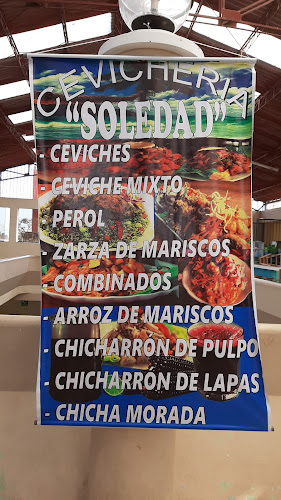 CEVICHERIA
"SOLEDAD"
- CEVICHES
- CEVICHE MIXTO
PEROL
- ZARZA DE MARISCOS
- COMBINADOS
- ARROZ DE MARISCOS
- CHICHARRÓN DE PULPO
- CHICHARRÓN DE LAPAS
- CHICHA MORADA